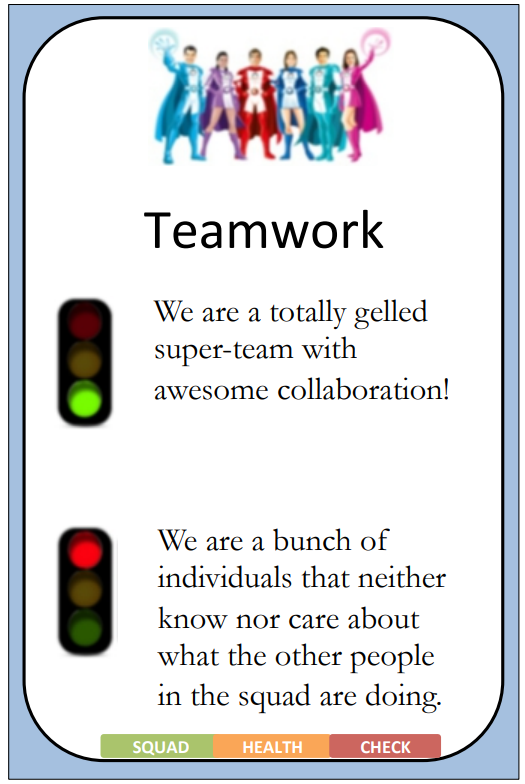 Teamwork
We are a totally gelled
super-team with
awesome collaboration!
We are a bunch of
individuals that neither
know nor care about
what the other people
in the squad are doing.
SQUAD HEALTH CHECK